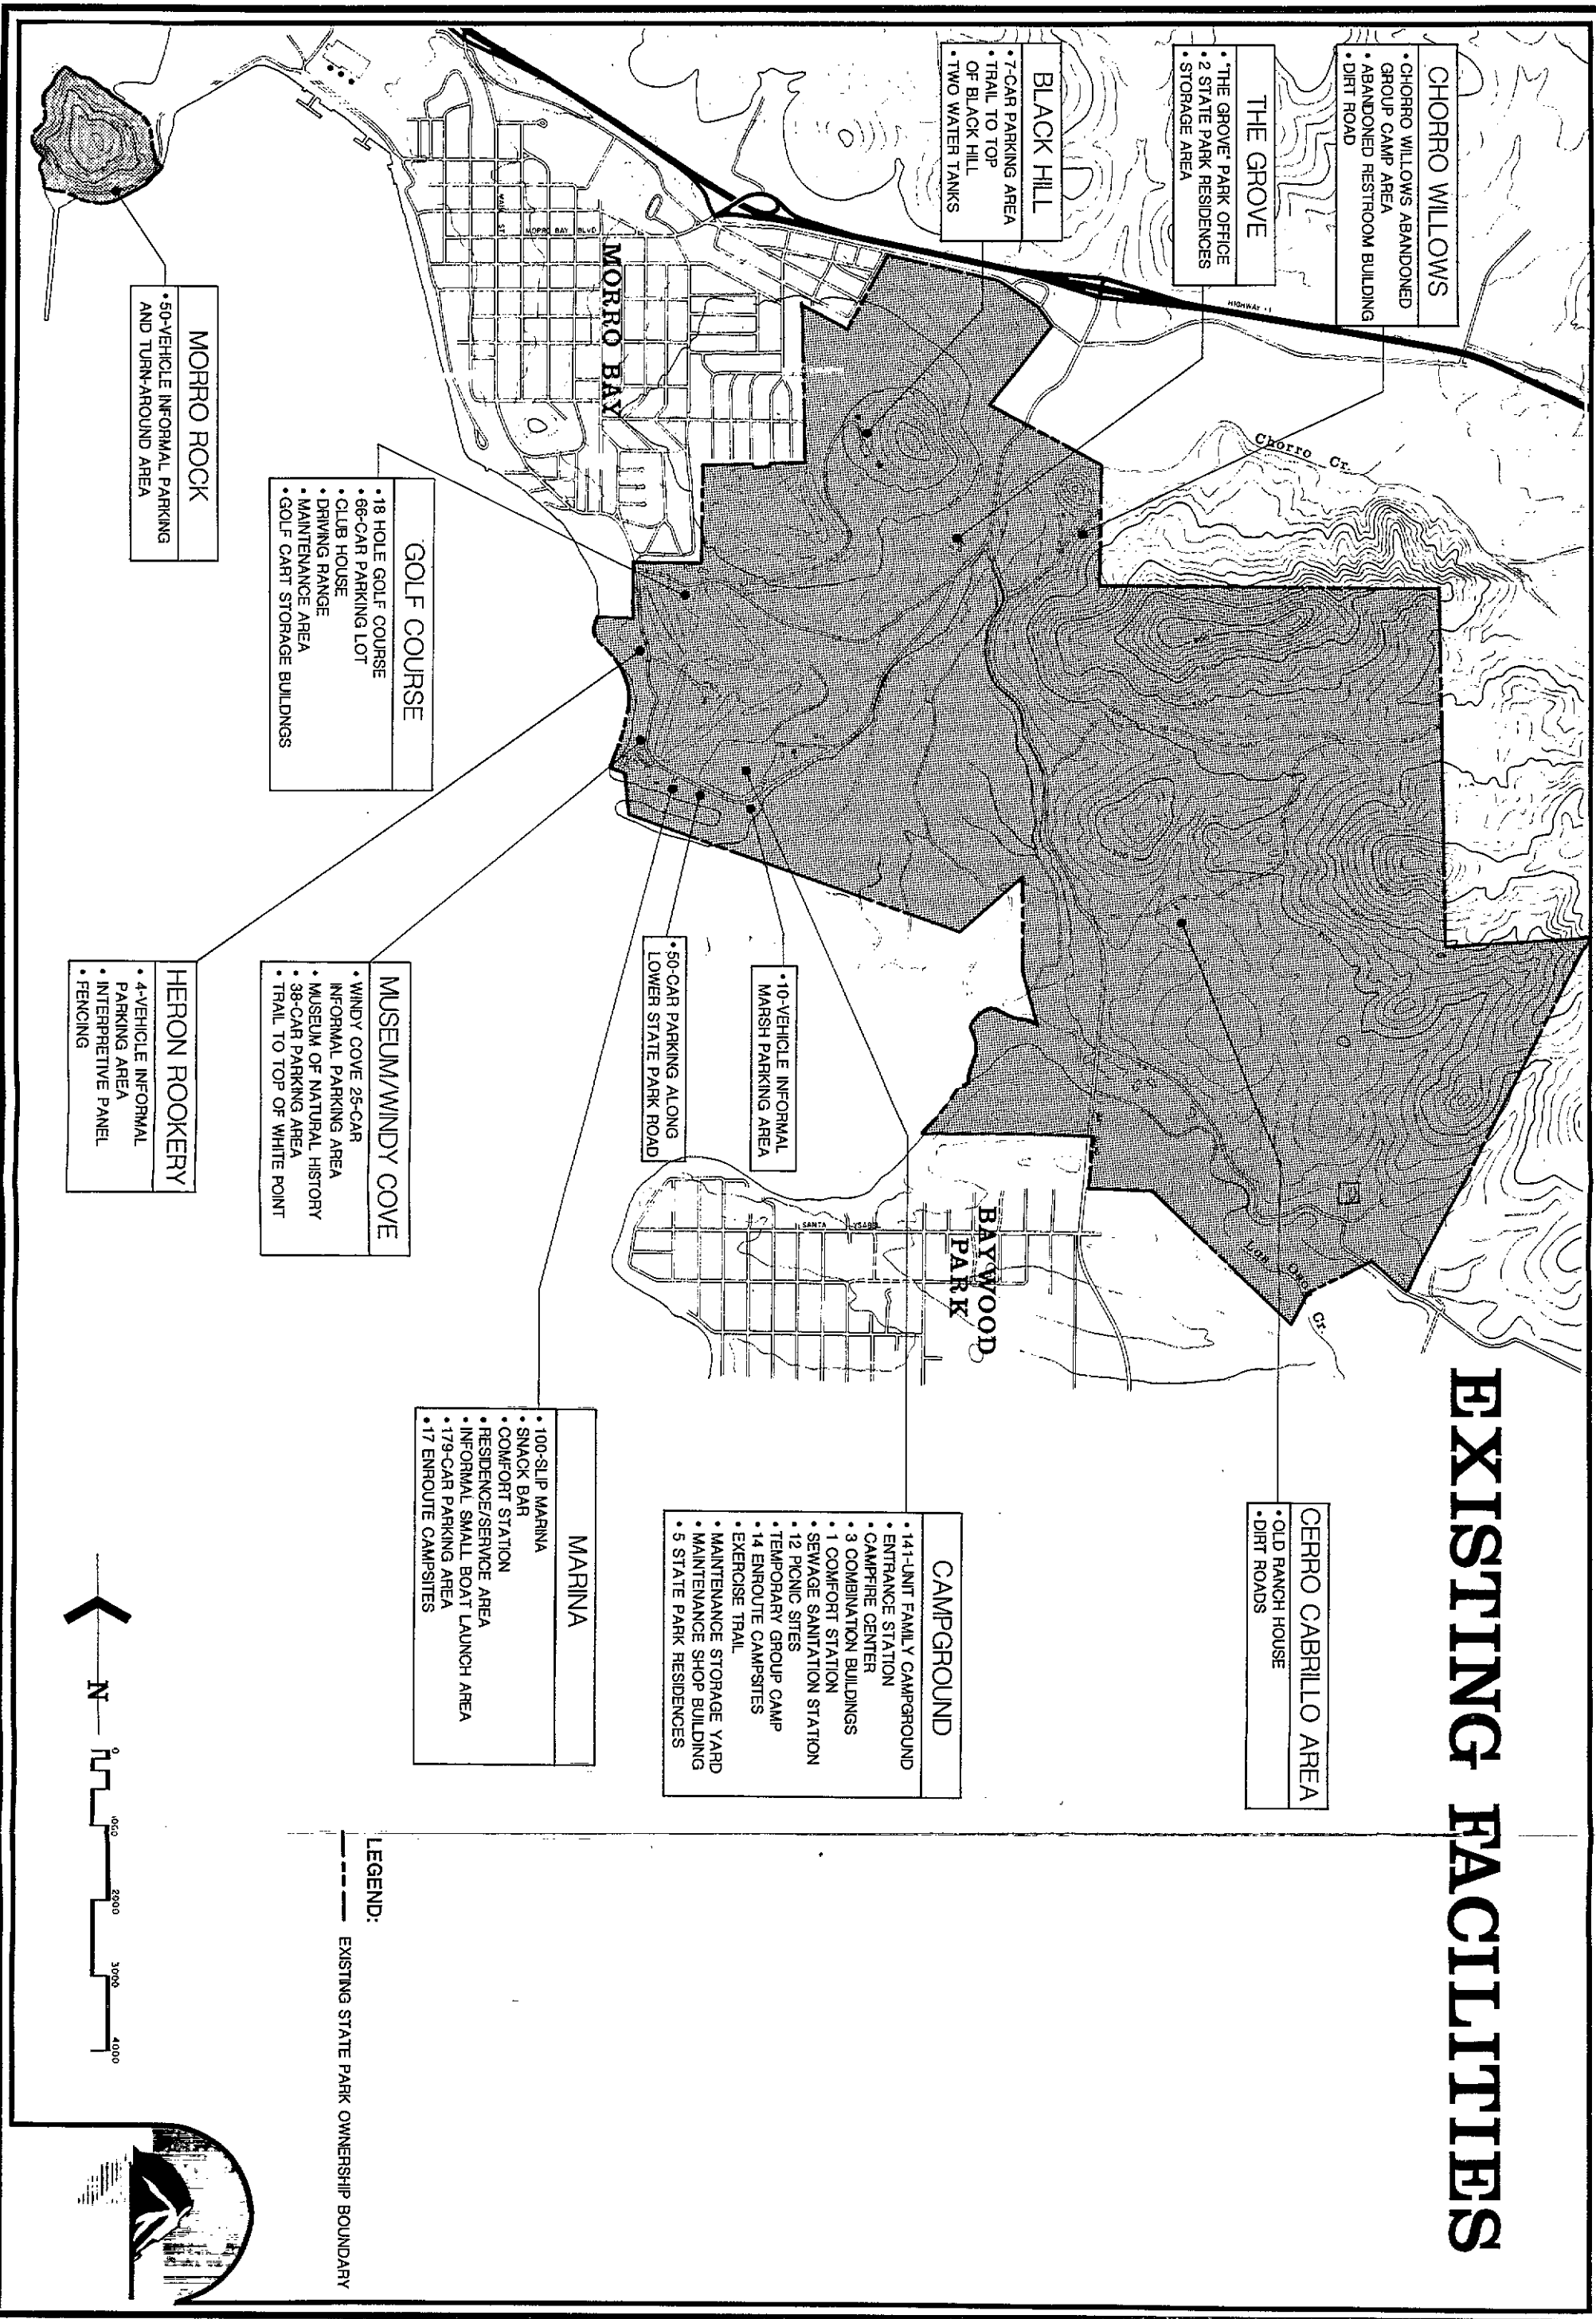 EXISTING FACILITIES
CHORRO WILLOWS
• CHORRO WILLOWS ABANDONED
GROUP CAMP AREA
• ABANDONED RESTROOM BUILDING
• DIRT ROAD
THE GROVE
• "THE GROVE" PARK OFFICE
• 2 STATE PARK RESIDENCES
• STORAGE AREA
BLACK HILL
• 7-CAR PARKING AREA
• TRAIL TO TOP
OF BLACK HILL
• TWO WATER TANKS
HIGHWAY 1
Chorro Cr.
MORRO BAY
MORRO BAY BLVD
MAIN ST
MORRO ROCK
• 50-VEHICLE INFORMAL PARKING
AND TURN-AROUND AREA
GOLF COURSE
• 18 HOLE GOLF COURSE
• 66-CAR PARKING LOT
• CLUB HOUSE
• DRIVING RANGE
• MAINTENANCE AREA
• GOLF CART STORAGE BUILDNGS
• 10-VEHICLE INFORMAL
MARSH PARKING AREA
• 50-CAR PARKING ALONG
LOWER STATE PARK ROAD
MUSEUM/WINDY COVE
• WINDY COVE 25-CAR
INFORMAL PARKING AREA
• MUSEUM OF NATURAL HISTORY
• 38-CAR PARKING AREA
• TRAIL TO TOP OF WHITE POINT
HERON ROOKERY
• 4-VEHICLE INFORMAL
PARKING AREA
• INTERPRETIVE PANEL
• FENCING
BAYWOOD
PARK
SANTA YSABEL
Los Osos Cr.
CERRO CABRILLO AREA
• OLD RANCH HOUSE
• DIRT ROADS
CAMPGROUND
• 141-UNIT FAMILY CAMPGROUND
• ENTRANCE STATION
• CAMPFIRE CENTER
• 3 COMBINATION BUILDINGS
• 1 COMFORT STATION
• SEWAGE SANITATION STATION
• 12 PICNIC SITES
• TEMPORARY GROUP CAMP
• 14 ENROUTE CAMPSITES
• EXERCISE TRAIL
• MAINTENANCE STORAGE YARD
• MAINTENANCE SHOP BUILDING
• 5 STATE PARK RESIDENCES
MARINA
• 100-SLIP MARINA
• SNACK BAR
• COMFORT STATION
• RESIDENCE/SERVICE AREA
• INFORMAL SMALL BOAT LAUNCH AREA
• 179-CAR PARKING AREA
• 17 ENROUTE CAMPSITES
LEGEND:
EXISTING STATE PARK OWNERSHIP BOUNDARY
N
0 1000 2000 3000 4000